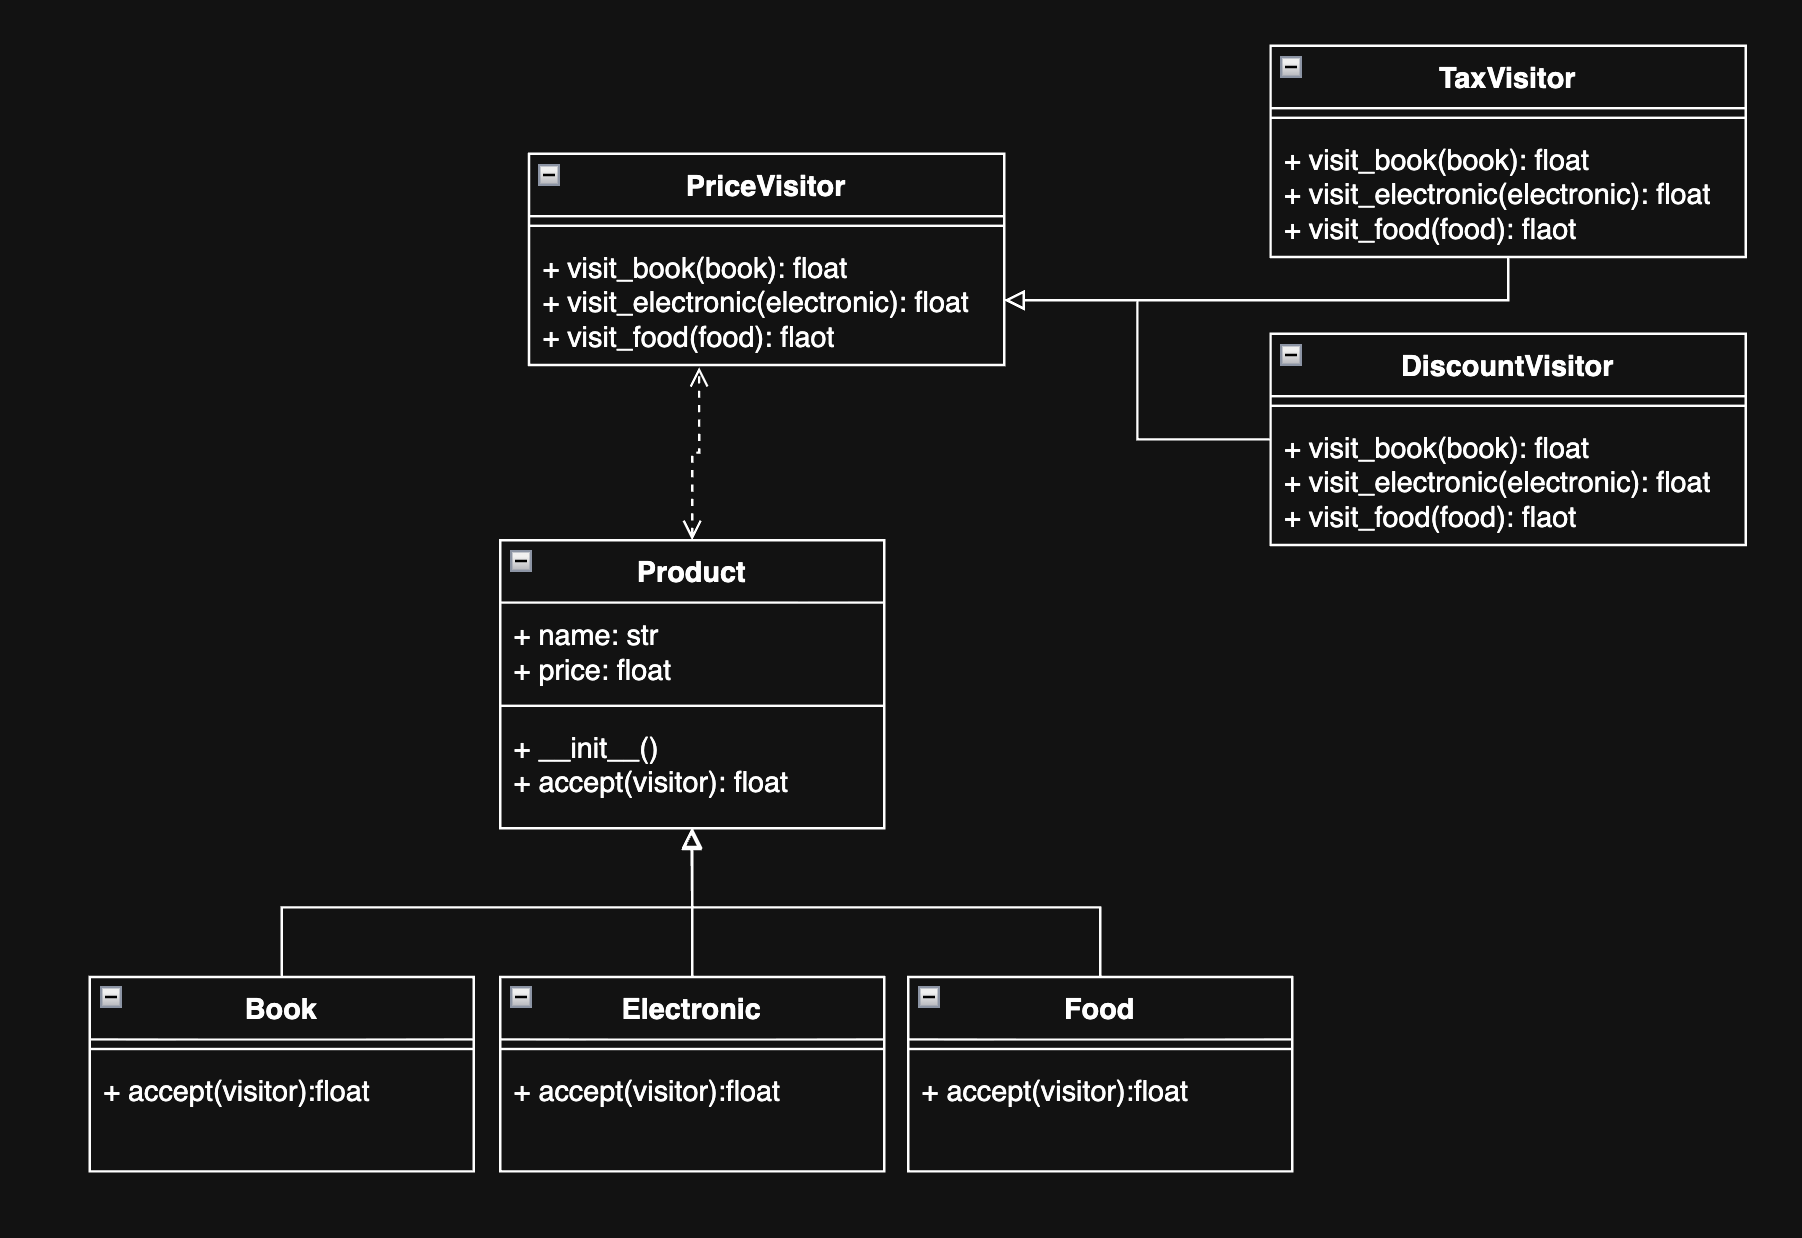 TaxVisitor
+ visit_book(book): float
+ visit_electronic(electronic): float
+ visit_food(food): flaot
PriceVisitor
+ visit_book(book): float
+ visit_electronic(electronic): float
+ visit_food(food): flaot
DiscountVisitor
+ visit_book(book): float
+ visit_electronic(electronic): float
+ visit_food(food): flaot
Product
+ name: str
+ price: float
+ __init__()
+ accept(visitor): float
Book
+ accept(visitor):float
Electronic
+ accept(visitor):float
Food
+ accept(visitor):float